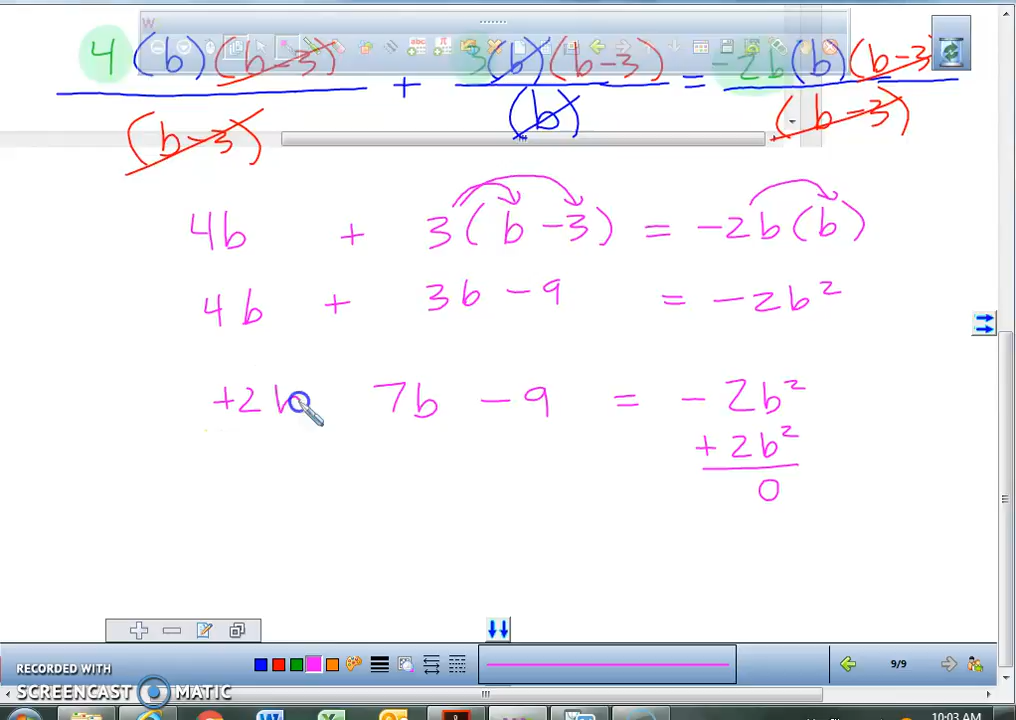 4 (b)(b-3) + 3(b)(b-3) = -2b(b)(b-3)
(b-3) (b) (b-3)
4b + 3(b-3) = -2b(b)
4b + 3b - 9 = -2b²
+2b 7b - 9 = -2b²
+2b²
0
9/9
RECORDED WITH
SCREENCAST MATIC
10:03 AM